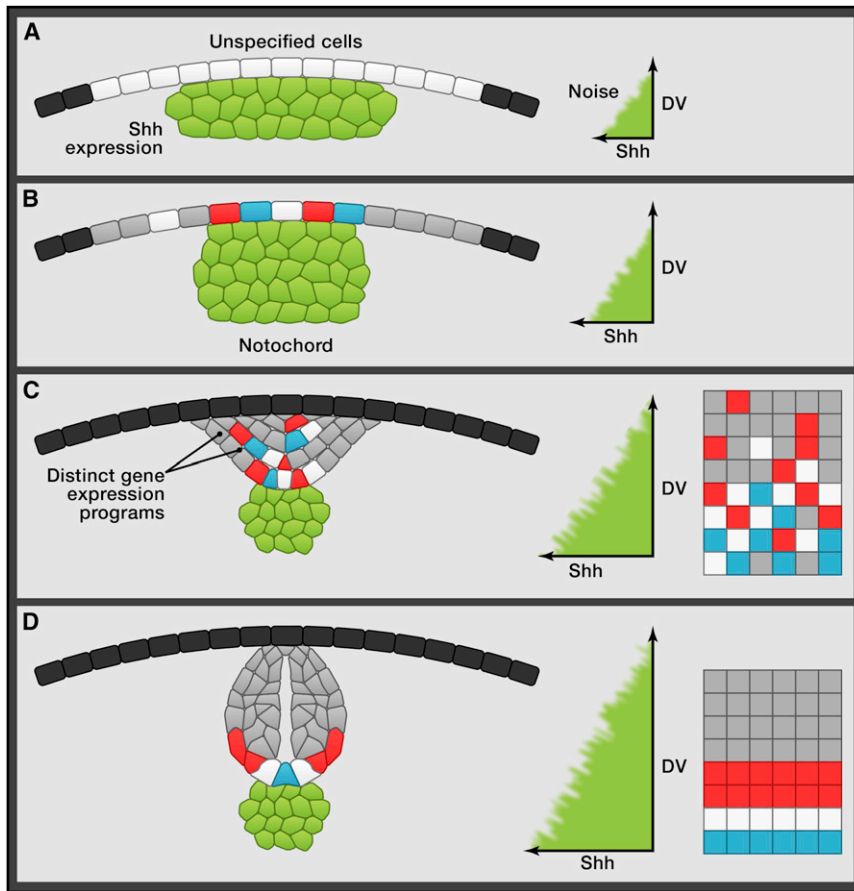 A
Unspecified cells
Shh
expression
Noise
DV
Shh
B
Notochord
DV
Shh
C
Distinct gene
expression
programs
DV
Shh
D
DV
Shh